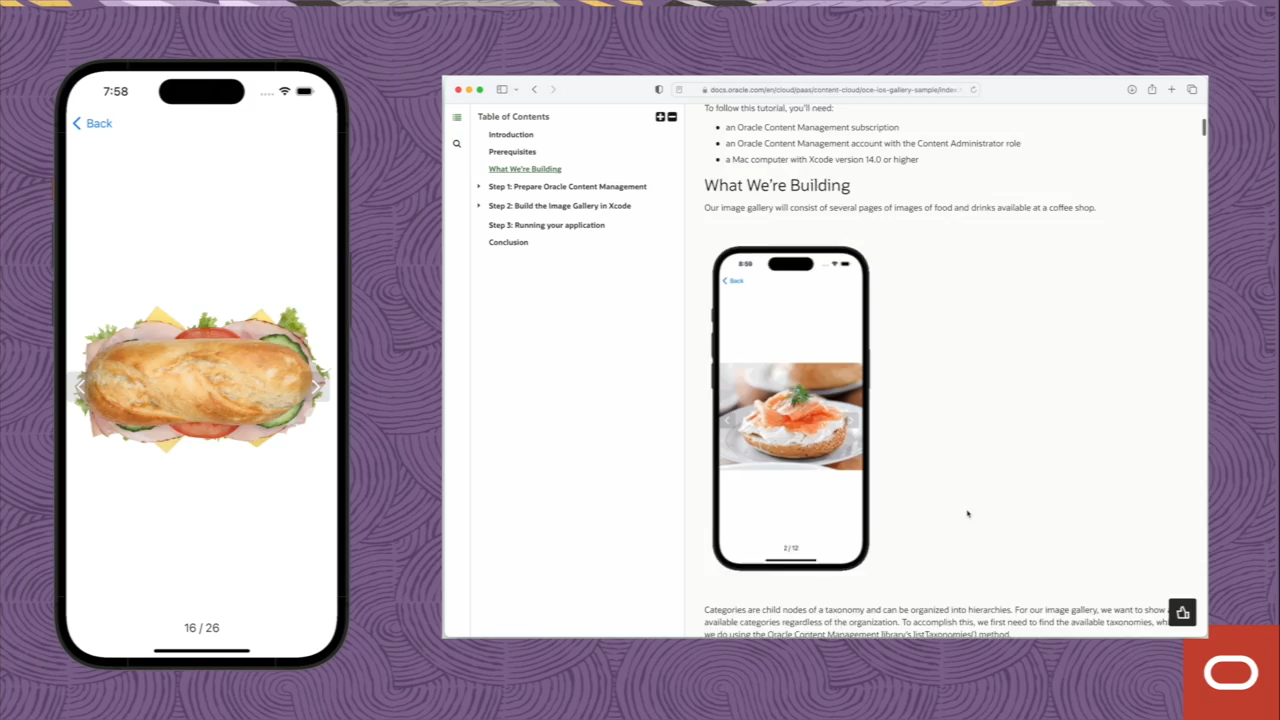 7:58
Back
16 / 26
docs.oracle.com/en/cloud/paas/content-cloud/oce-ios-gallery-sample/index.
Table of Contents
Introduction
Prerequisites
What We're Building
Step 1: Prepare Oracle Content Management
Step 2: Build the Image Gallery in Xcode
Step 3: Running your application
Conclusion
To follow this tutorial, you'll need:
an Oracle Content Management subscription
an Oracle Content Management account with the Content Administrator role
a Mac computer with Xcode version 14.0 or higher
What We're Building
Our image gallery will consist of several pages of images of food and drinks available at a coffee shop.
8:50
Back
2 / 12
Categories are child nodes of a taxonomy and can be organized into hierarchies. For our image gallery, we want to show
available categories regardless of the organization. To accomplish this, we first need to find the available taxonomies,
we do using the Oracle Content Management library's listTaxonomies() method.